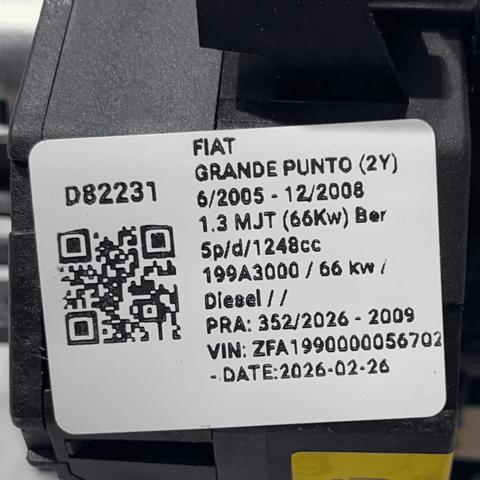 FIAT
GRANDE PUNTO (2Y)
D82231
6/2005 - 12/2008
1.3 MJT (66Kw) Ber
5p/d/1248cc
199A3000 / 66 kw /
Diesel / /
PRA: 352/2026 - 2009
VIN: ZFA1990000056702
- DATE:2026-02-26